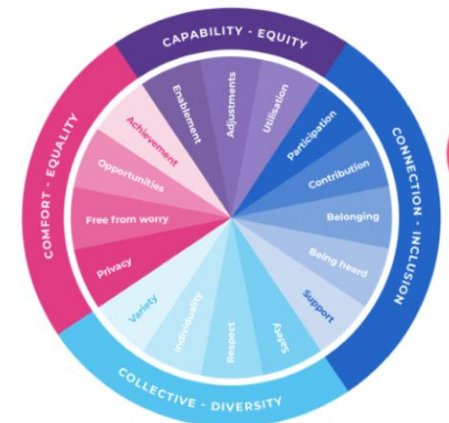 CAPABILITY - EQUITY
Enablement
Adjustments
Utilisation
CONNECTION - INCLUSION
Participation
Contribution
Belonging
Being heard
Support
COLLECTIVE - DIVERSITY
Safety
Respect
Individuality
Variety
COMFORT - EQUALITY
Privacy
Free from worry
Opportunities
Achievement